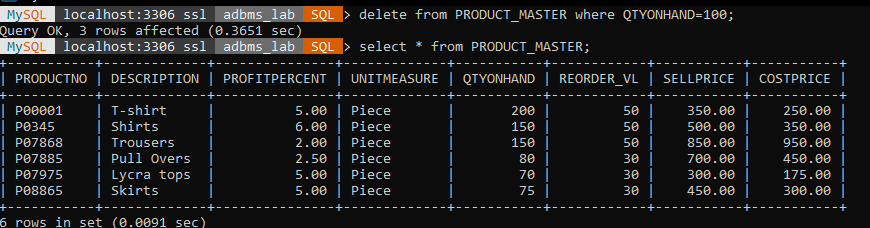 MySQL localhost:3306 ssl adbms_lab SQL > delete from PRODUCT_MASTER where QTYONHAND=100;
Query OK, 3 rows affected (0.3651 sec)
MySQL localhost:3306 ssl adbms_lab SQL > select * from PRODUCT_MASTER;
+-----------+-------------+---------------+-------------+-----------+------------+-----------+-----------+
| PRODUCTNO | DESCRIPTION | PROFITPERCENT | UNITMEASURE | QTYONHAND | REORDER_VL | SELLPRICE | COSTPRICE |
+-----------+-------------+---------------+-------------+-----------+------------+-----------+-----------+
| P00001    | T-shirt     |          5.00 | Piece       |       200 |         50 |    350.00 |    250.00 |
| P0345     | Shirts      |          6.00 | Piece       |       150 |         50 |    500.00 |    350.00 |
| P07868    | Trousers    |          2.00 | Piece       |       150 |         50 |    850.00 |    950.00 |
| P07885    | Pull Overs  |          2.50 | Piece       |        80 |         30 |    700.00 |    450.00 |
| P07975    | Lycra tops  |          5.00 | Piece       |        70 |         30 |    300.00 |    175.00 |
| P08865    | Skirts      |          5.00 | Piece       |        75 |         30 |    450.00 |    300.00 |
+-----------+-------------+---------------+-------------+-----------+------------+-----------+-----------+
6 rows in set (0.0091 sec)